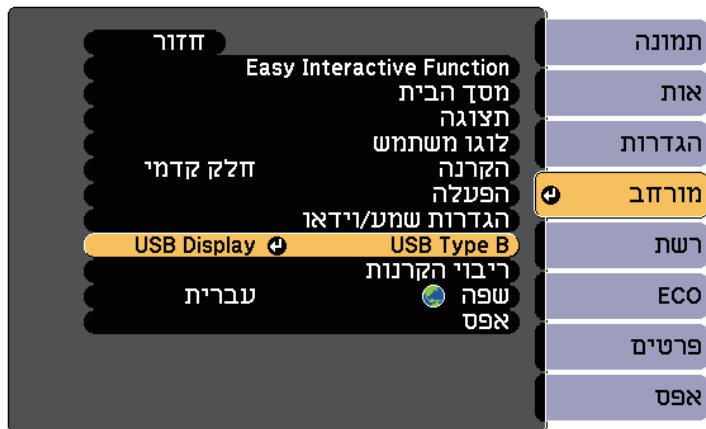 תמונה
אות
הגדרות
מורחב
רשת
ECO
פרטים
אפס
חזור
Easy Interactive Function
מסך הבית
תצוגה
לוגו משתמש
הקרנה חלק קדמי
הפעלה
הגדרות שמע/וידאו
USB Type B USB Display
ריבוי הקרנות
שפה עברית
אפס